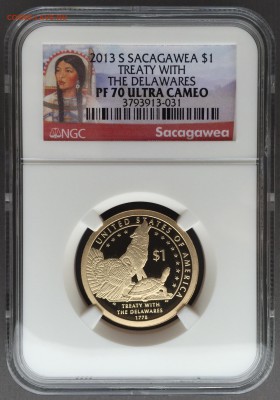 2013 S SACAGAWEA $1
TREATY WITH
THE DELAWARES
PF 70 ULTRA CAMEO
3793913-031
NGC
Sacagawea
UNITED STATES OF AMERICA
$1
TREATY WITH
THE DELAWARES
1778